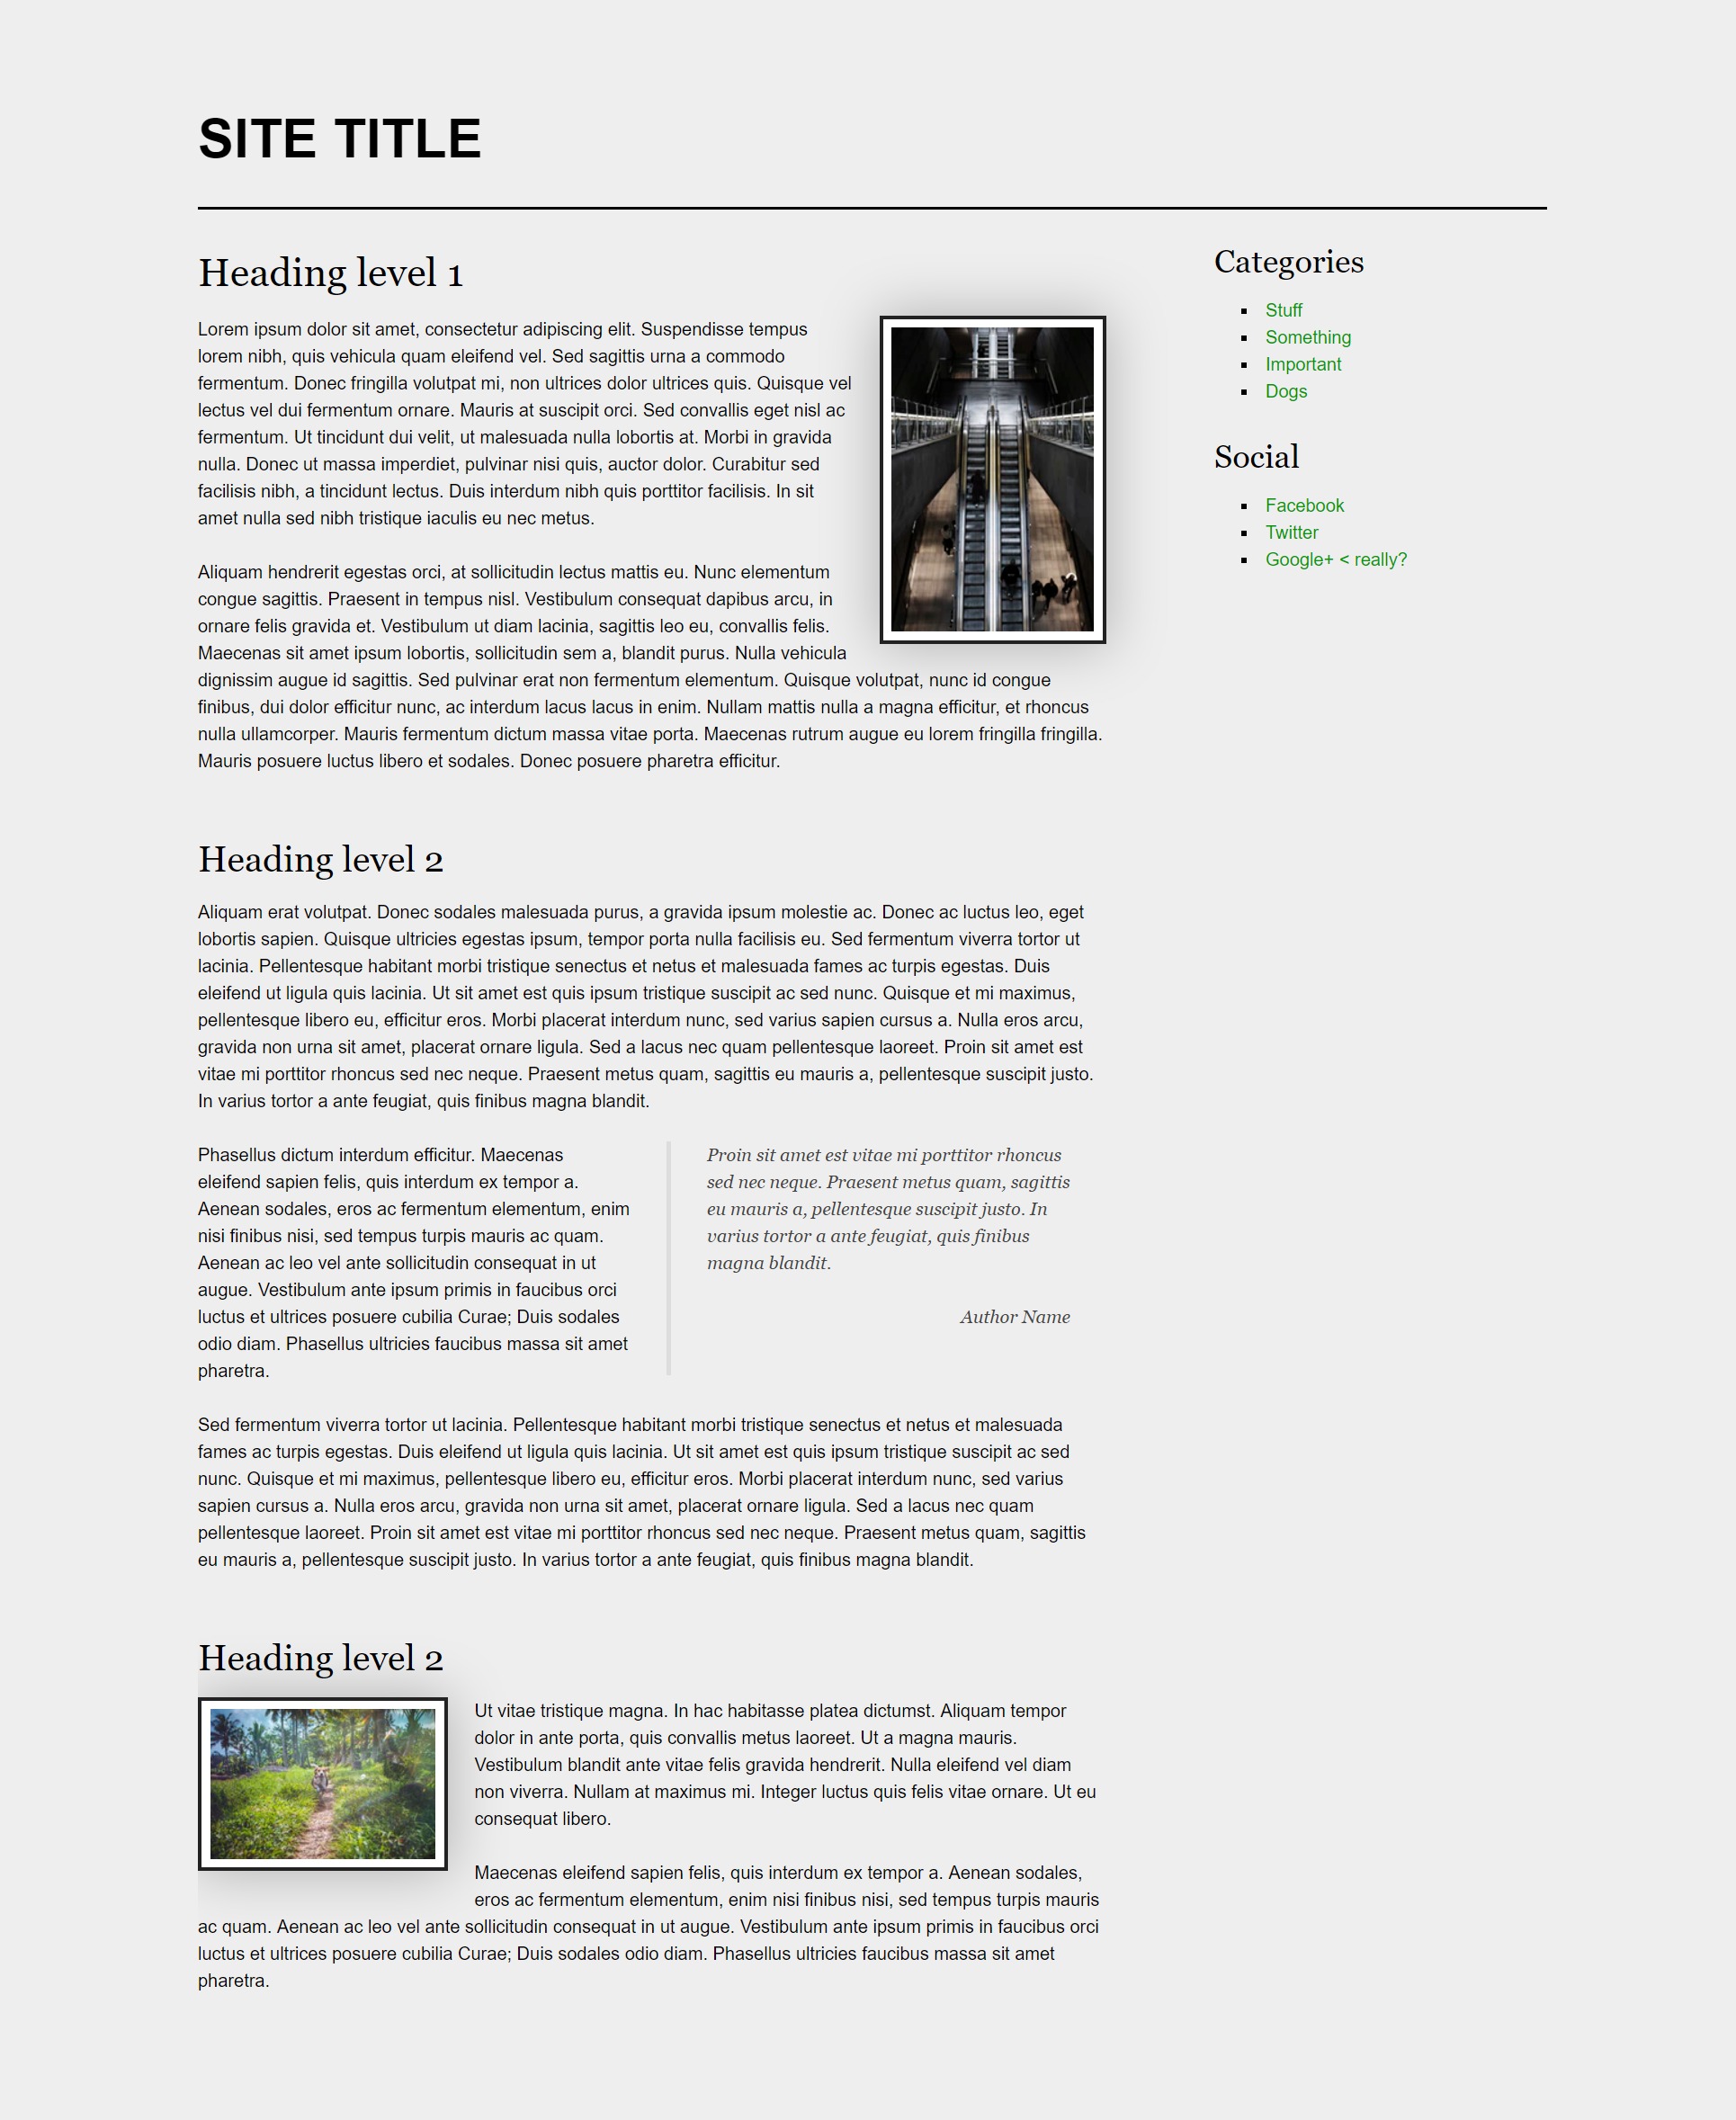 SITE TITLE
Heading level 1
Lorem ipsum dolor sit amet, consectetur adipiscing elit. Suspendisse tempus
lorem nibh, quis vehicula quam eleifend vel. Sed sagittis urna a commodo
fermentum. Donec fringilla volutpat mi, non ultrices dolor ultrices quis. Quisque vel
lectus vel dui fermentum ornare. Mauris at suscipit orci. Sed convallis eget nisl ac
fermentum. Ut tincidunt dui velit, ut malesuada nulla lobortis at. Morbi in gravida
nulla. Donec ut massa imperdiet, pulvinar nisi quis, auctor dolor. Curabitur sed
facilisis nibh, a tincidunt lectus. Duis interdum nibh quis porttitor facilisis. In sit
amet nulla sed nibh tristique iaculis eu nec metus.
Aliquam hendrerit egestas orci, at sollicitudin lectus mattis eu. Nunc elementum
congue sagittis. Praesent in tempus nisl. Vestibulum consequat dapibus arcu, in
ornare felis gravida et. Vestibulum ut diam lacinia, sagittis leo eu, convallis felis.
Maecenas sit amet ipsum lobortis, sollicitudin sem a, blandit purus. Nulla vehicula
dignissim augue id sagittis. Sed pulvinar erat non fermentum elementum. Quisque volutpat, nunc id congue
finibus, dui dolor efficitur nunc, ac interdum lacus lacus in enim. Nullam mattis nulla a magna efficitur, et rhoncus
nulla ullamcorper. Mauris fermentum dictum massa vitae porta. Maecenas rutrum augue eu lorem fringilla fringilla.
Mauris posuere luctus libero et sodales. Donec posuere pharetra efficitur.
Heading level 2
Aliquam erat volutpat. Donec sodales malesuada purus, a gravida ipsum molestie ac. Donec ac luctus leo, eget
lobortis sapien. Quisque ultricies egestas ipsum, tempor porta nulla facilisis eu. Sed fermentum viverra tortor ut
lacinia. Pellentesque habitant morbi tristique senectus et netus et malesuada fames ac turpis egestas. Duis
eleifend ut ligula quis lacinia. Ut sit amet est quis ipsum tristique suscipit ac sed nunc. Quisque et mi maximus,
pellentesque libero eu, efficitur eros. Morbi placerat interdum nunc, sed varius sapien cursus a. Nulla eros arcu,
gravida non urna sit amet, placerat ornare ligula. Sed a lacus nec quam pellentesque laoreet. Proin sit amet est
vitae mi porttitor rhoncus sed nec neque. Praesent metus quam, sagittis eu mauris a, pellentesque suscipit justo.
In varius tortor a ante feugiat, quis finibus magna blandit.
Phasellus dictum interdum efficitur. Maecenas
eleifend sapien felis, quis interdum ex tempor a.
Aenean sodales, eros ac fermentum elementum, enim
nisi finibus nisi, sed tempus turpis mauris ac quam.
Aenean ac leo vel ante sollicitudin consequat in ut
augue. Vestibulum ante ipsum primis in faucibus orci
luctus et ultrices posuere cubilia Curae; Duis sodales
odio diam. Phasellus ultricies faucibus massa sit amet
pharetra.
Proin sit amet est vitae mi porttitor rhoncus
sed nec neque. Praesent metus quam, sagittis
eu mauris a, pellentesque suscipit justo. In
varius tortor a ante feugiat, quis finibus
magna blandit.
Author Name
Sed fermentum viverra tortor ut lacinia. Pellentesque habitant morbi tristique senectus et netus et malesuada
fames ac turpis egestas. Duis eleifend ut ligula quis lacinia. Ut sit amet est quis ipsum tristique suscipit ac sed
nunc. Quisque et mi maximus, pellentesque libero eu, efficitur eros. Morbi placerat interdum nunc, sed varius
sapien cursus a. Nulla eros arcu, gravida non urna sit amet, placerat ornare ligula. Sed a lacus nec quam
pellentesque laoreet. Proin sit amet est vitae mi porttitor rhoncus sed nec neque. Praesent metus quam, sagittis
eu mauris a, pellentesque suscipit justo. In varius tortor a ante feugiat, quis finibus magna blandit.
Heading level 2
Ut vitae tristique magna. In hac habitasse platea dictumst. Aliquam tempor
dolor in ante porta, quis convallis metus laoreet. Ut a magna mauris.
Vestibulum blandit ante vitae felis gravida hendrerit. Nulla eleifend vel diam
non viverra. Nullam at maximus mi. Integer luctus quis felis vitae ornare. Ut eu
consequat libero.
Maecenas eleifend sapien felis, quis interdum ex tempor a. Aenean sodales,
eros ac fermentum elementum, enim nisi finibus nisi, sed tempus turpis mauris
ac quam. Aenean ac leo vel ante sollicitudin consequat in ut augue. Vestibulum ante ipsum primis in faucibus orci
luctus et ultrices posuere cubilia Curae; Duis sodales odio diam. Phasellus ultricies faucibus massa sit amet
pharetra.
Categories
Stuff
Something
Important
Dogs
Social
Facebook
Twitter
Google+ < really?